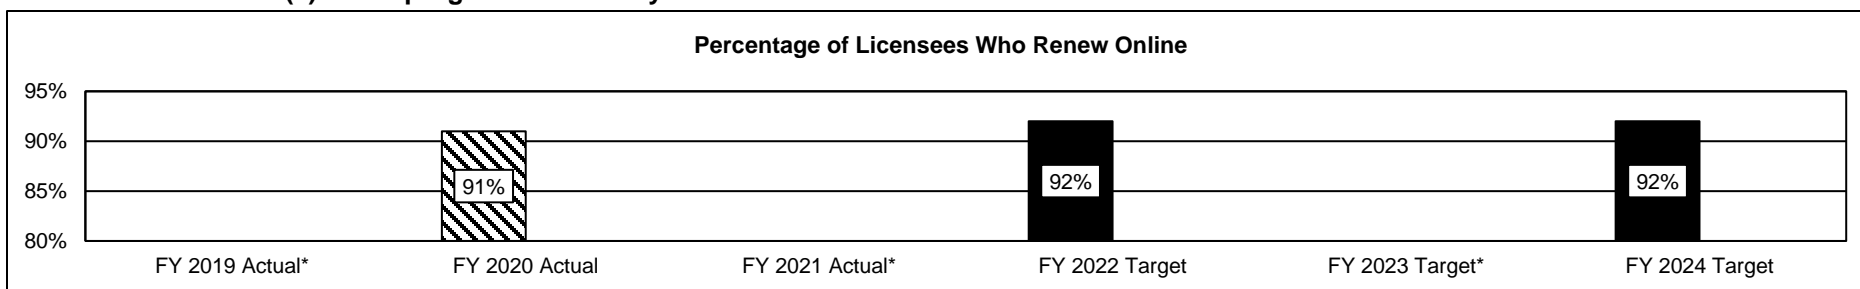 Percentage of Licensees Who Renew Online
95%
90%
85%
80%
91%
92%
92%
FY 2019 Actual*
FY 2020 Actual
FY 2021 Actual*
FY 2022 Target
FY 2023 Target*
FY 2024 Target